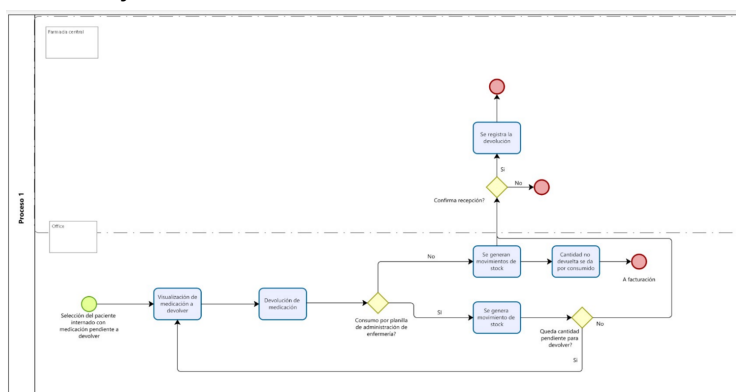 Farmacia central
Se registra la
devolución
Si
No
Confirma recepción?
Proceso 1
Office
No
Se generan
movimientos de
stock
Cantidad no
devuelta se da
por consumido
A facturación
Visualización de
medicación a
devolver
Devolución de
medicación
Selección del paciente
internado con
medicación pendiente a
devolver
Consumo por planilla
de administración de
enfermería?
Si
Se genera
movimiento de
stock
No
Queda cantidad
pendiente para
devolver?
Si